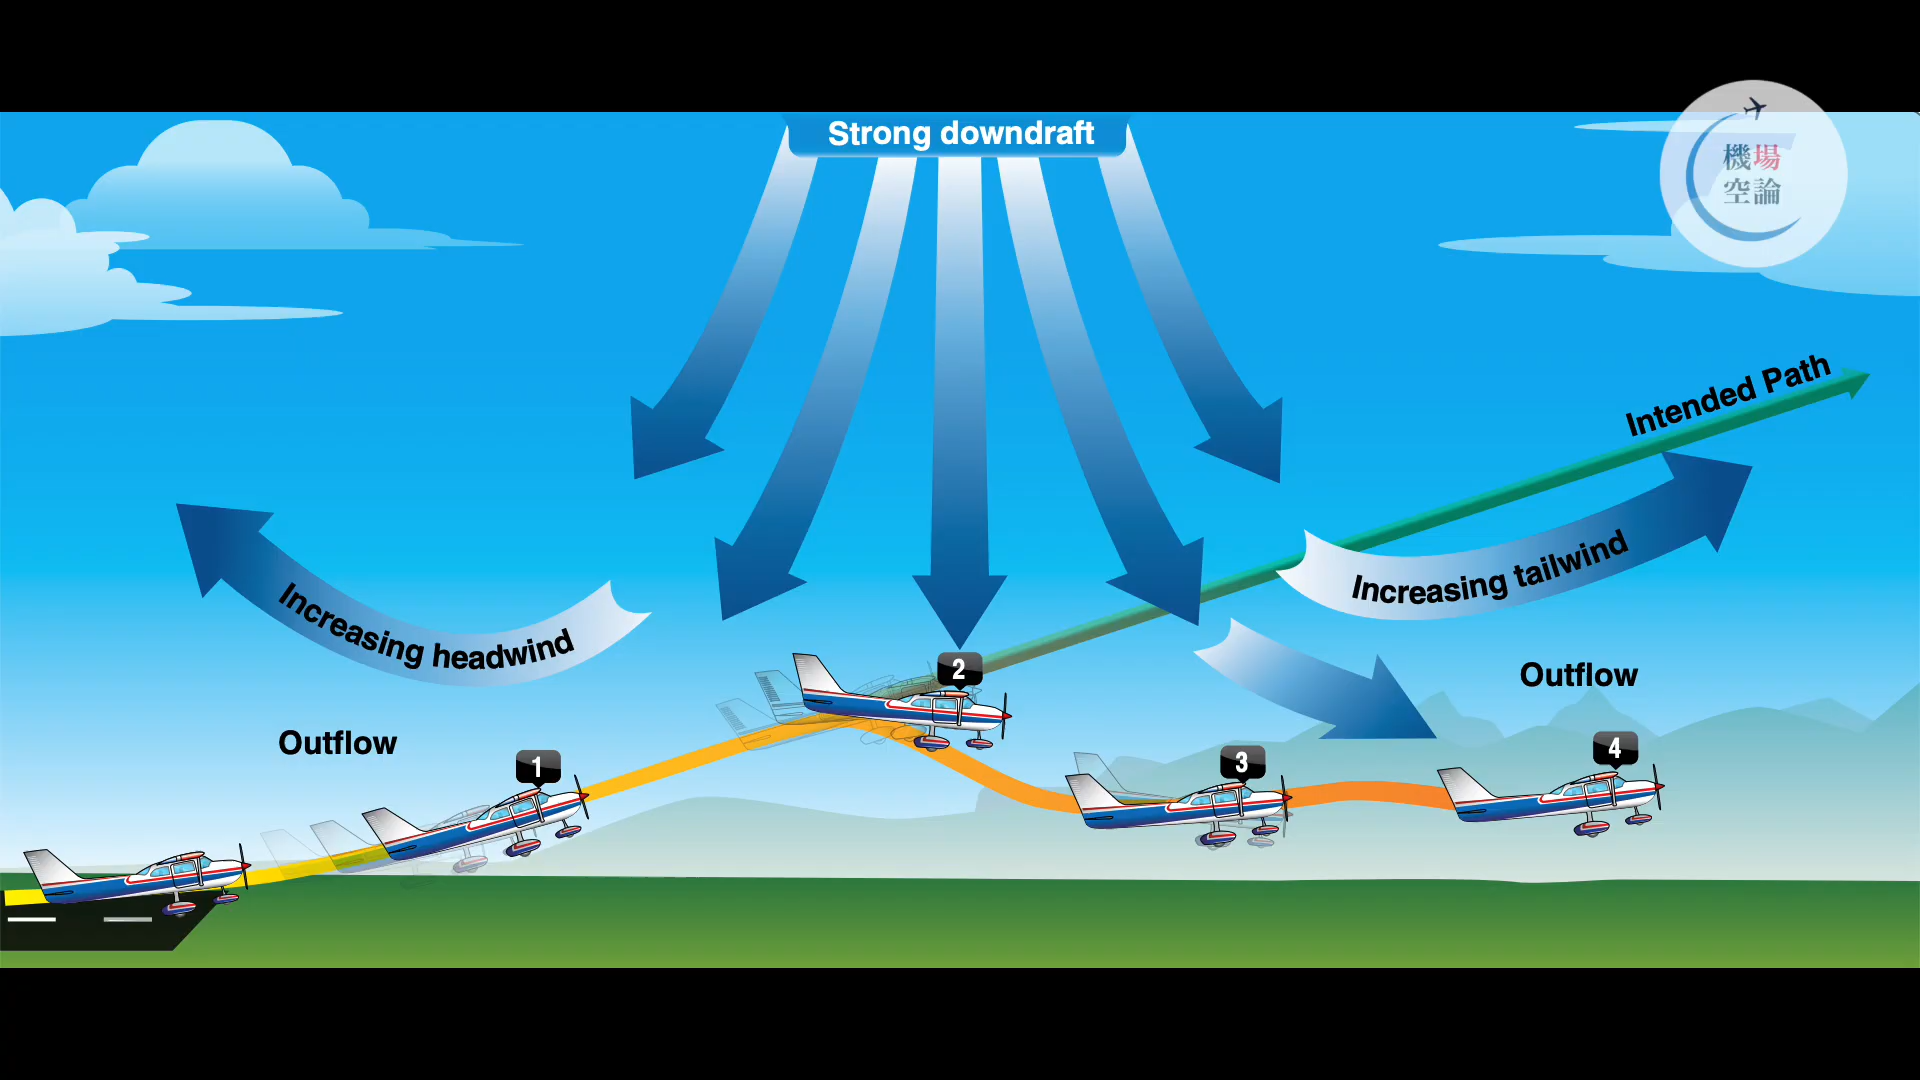 Strong downdraft
機場
空論
Intended Path
Increasing tailwind
Increasing headwind
Outflow
Outflow
1
2
3
4